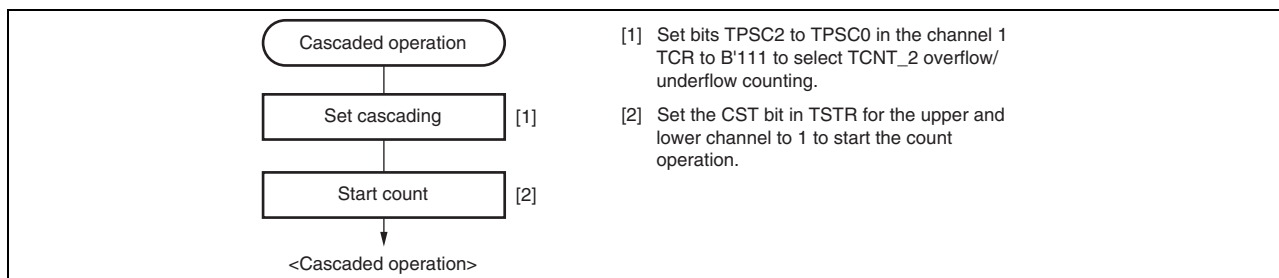 Cascaded operation
Set cascading
[1]
Start count
[2]
<Cascaded operation>
[1] Set bits TPSC2 to TPSC0 in the channel 1
TCR to B'111 to select TCNT_2 overflow/
underflow counting.
[2] Set the CST bit in TSTR for the upper and
lower channel to 1 to start the count
operation.